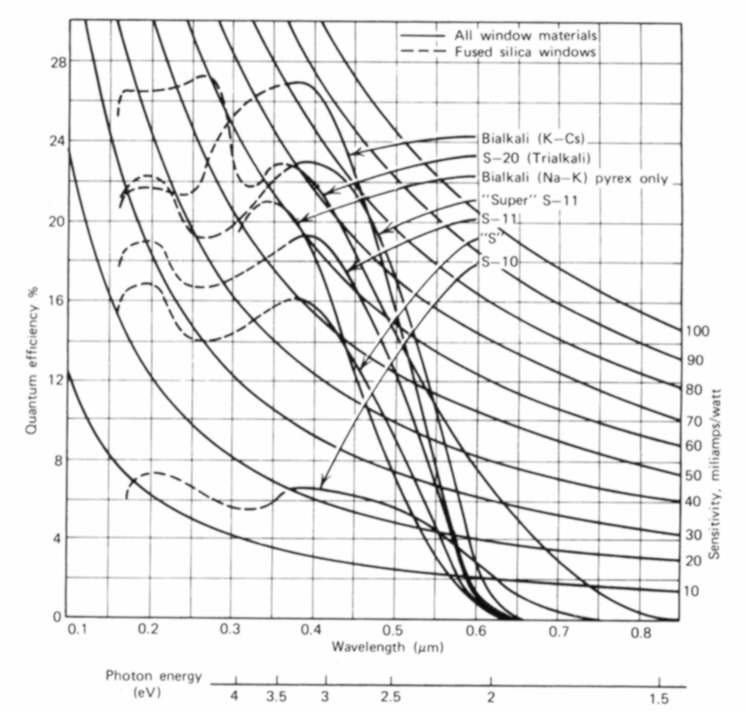 All window materials
Fused silica windows
28
24
20
16
12
8
4
0
Quantum efficiency %
Bialkali (K–Cs)
S–20 (Trialkali)
Bialkali (Na–K) pyrex only
"Super" S–11
S–11
"S"
S–10
100
90
80
70
60
50
40
30
20
10
Sensitivity, miliamps/watt
0.1 0.2 0.3 0.4 0.5 0.6 0.7 0.8
Wavelength (μm)
Photon energy
(eV)
4 3.5 3 2.5 2 1.5